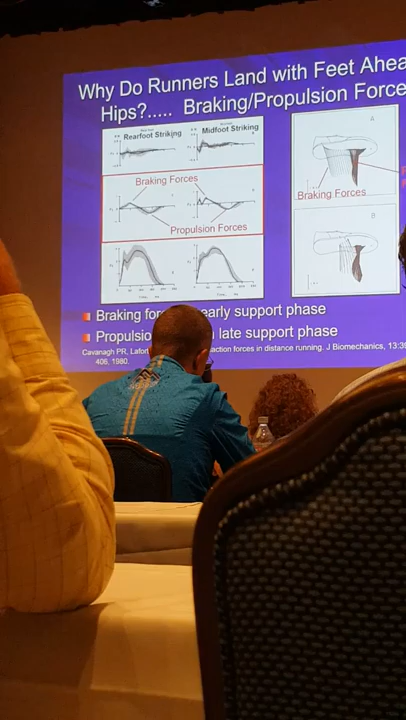 Why Do Runners Land with Feet Ahea
Hips?..... Braking/Propulsion Force
Rearfoot Striking
Midfoot Striking
Braking Forces
Propulsion Forces
A
Braking Forces
B
Braking for early support phase
Propulsio n late support phase
Cavanagh PR, Lafort action forces in distance running. J Biomechanics, 13:39
406, 1980.